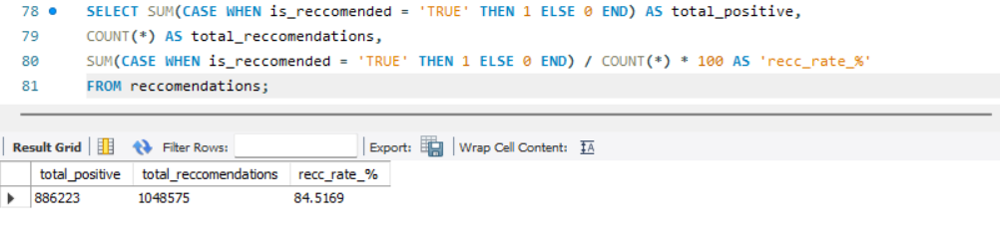 78 SELECT SUM(CASE WHEN is_reccomended = 'TRUE' THEN 1 ELSE 0 END) AS total_positive,
79 COUNT(*) AS total_reccomendations,
80 SUM(CASE WHEN is_reccomended = 'TRUE' THEN 1 ELSE 0 END) / COUNT(*) * 100 AS 'recc_rate_%'
81 FROM reccomendations;
Result Grid Filter Rows: Export: Wrap Cell Content: IA
total_positive total_reccomendations recc_rate_%
886223 1048575 84.5169